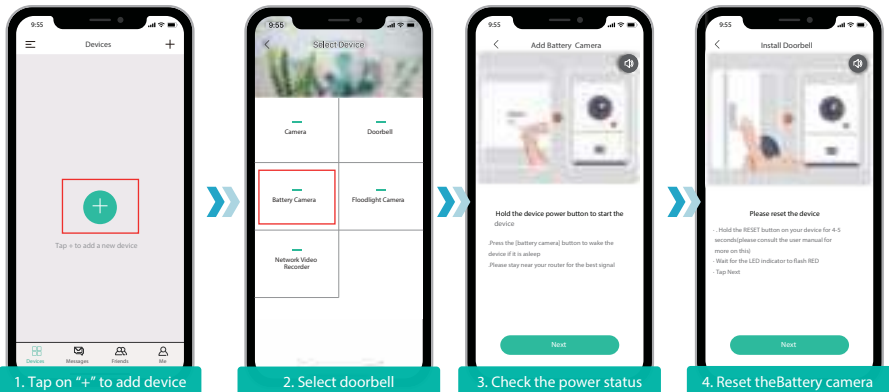 9:55
Devices
Tap + to add a new device
Devices
Messages
Friends
Me
1. Tap on “+” to add device
9:55
Select Device
Camera
Doorbell
Battery Camera
Floodlight Camera
Network Video
Recorder
2. Select doorbell
9:55
Add Battery Camera
Hold the device power button to start the
device
.Press the [battery camera] button to wake the
device if it is asleep
.Please stay near your router for the best signal
Next
3. Check the power status
9:55
Install Doorbell
Please reset the device
· . Hold the RESET button on your device for 4-5
seconds(please consult the user manual for
more on this)
· Wait for the LED indicator to flash RED
· Tap Next
Next
4. Reset theBattery camera